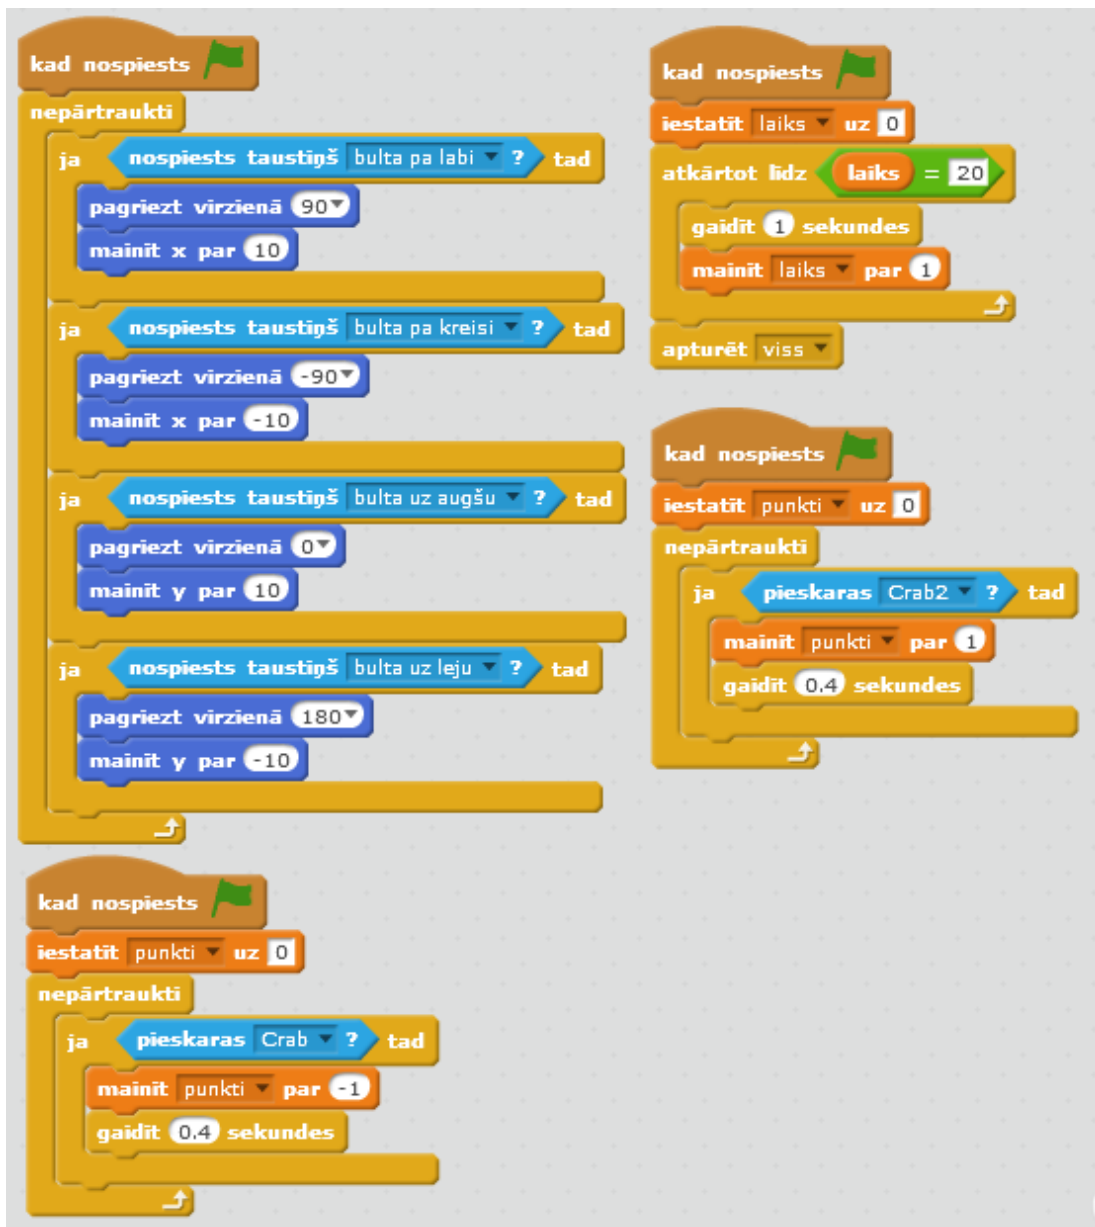 kad nospiests
nepārtraukti
ja nospiests taustiņš bulta pa labi ? tad
pagriezt virzienā 90
mainīt x par 10
ja nospiests taustiņš bulta pa kreisi ? tad
pagriezt virzienā -90
mainīt x par -10
ja nospiests taustiņš bulta uz augšu ? tad
pagriezt virzienā 0
mainīt y par 10
ja nospiests taustiņš bulta uz leju ? tad
pagriezt virzienā 180
mainīt y par -10
kad nospiests
iestatīt punkti uz 0
nepārtraukti
ja pieskaras Crab ? tad
mainīt punkti par -1
gaidīt 0.4 sekundes
kad nospiests
iestatīt laiks uz 0
atkārtot līdz laiks = 20
gaidīt 1 sekundes
mainīt laiks par 1
apturēt viss
kad nospiests
iestatīt punkti uz 0
nepārtraukti
ja pieskaras Crab2 ? tad
mainīt punkti par 1
gaidīt 0.4 sekundes